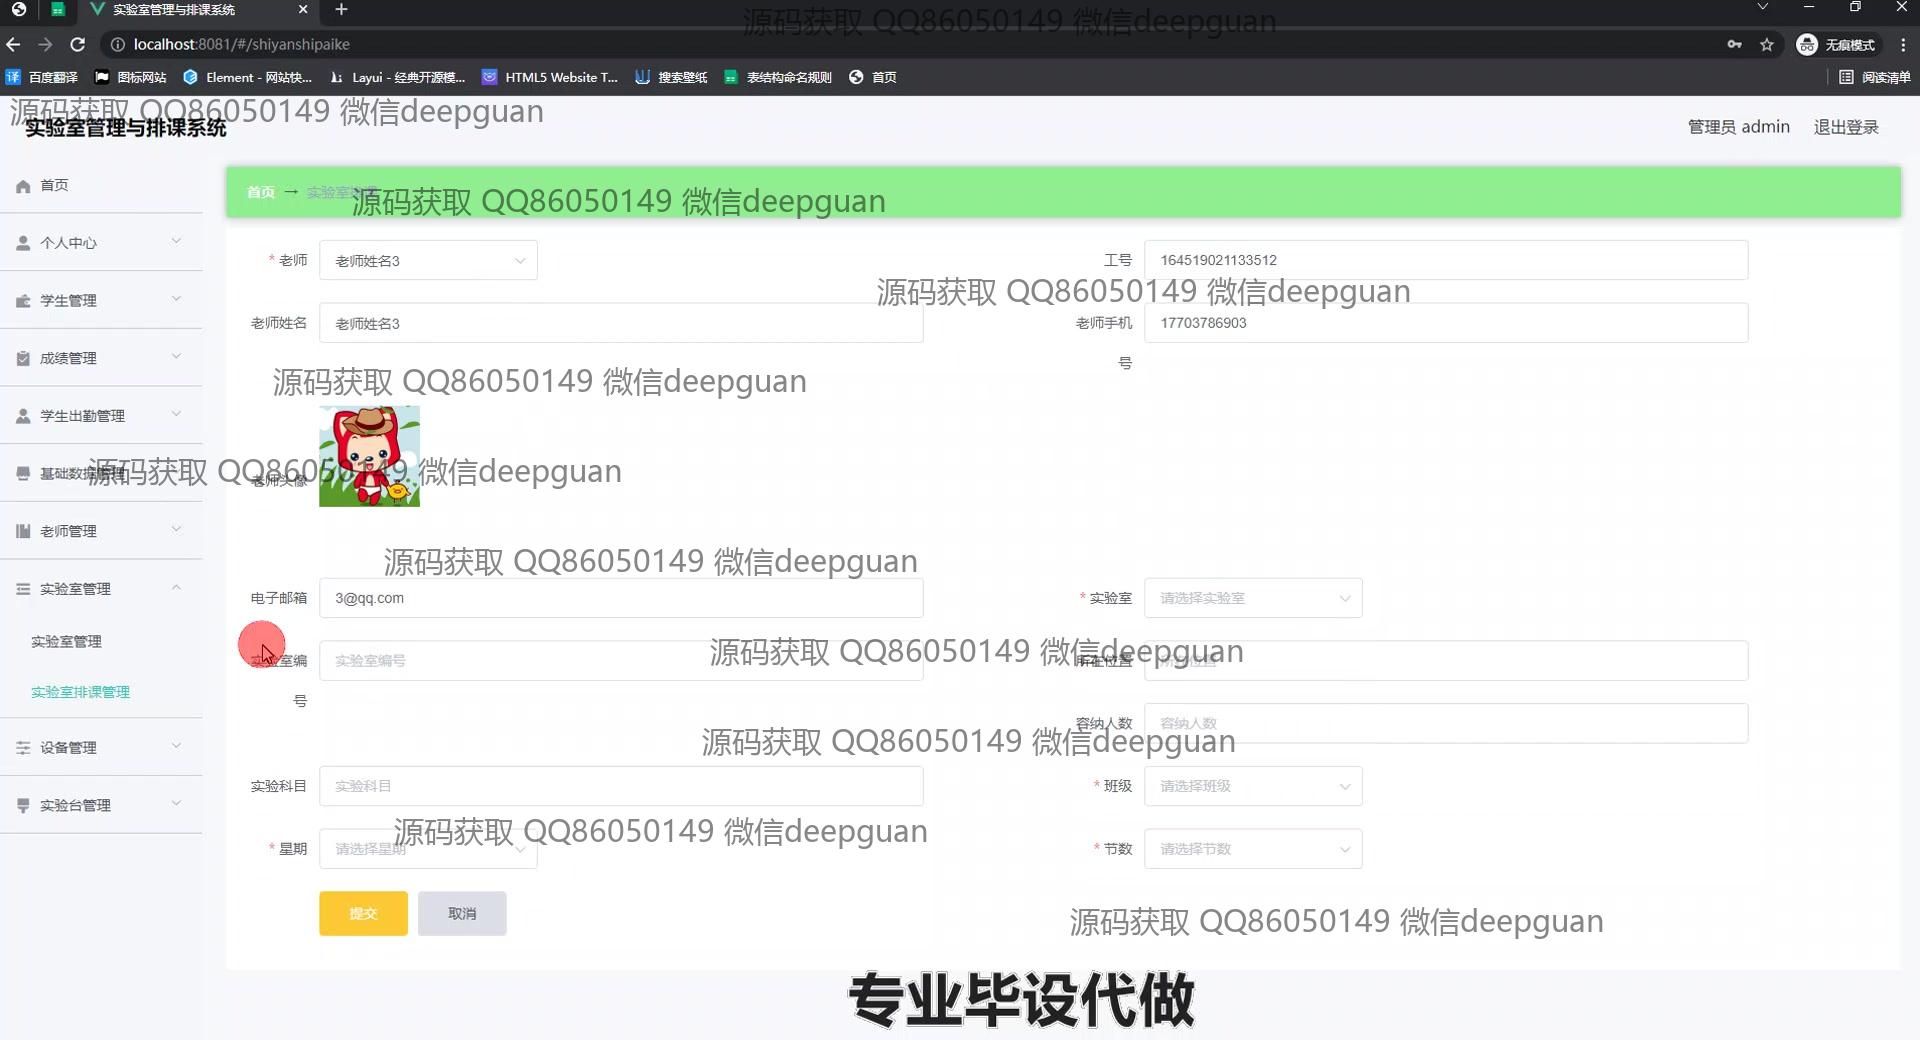 实验室管理与排课系统
localhost:8081/#/shiyanshipaike
无痕模式
译 百度翻译 图标网站 Element - 网站快... Layui - 经典开源模... HTML5 Website T... 搜索壁纸 表结构命名规则 首页 阅读清单
源码获取 QQ86050149 微信deepguan
源码获取 QQ86050149 微信deepguan
实验室管理与排课系统
管理员 admin 退出登录
首页
个人中心
学生管理
成绩管理
学生出勤管理
基础数据管理
老师管理
实验室管理
实验室管理
实验室排课管理
设备管理
实验台管理
首页 → 实验室排课
源码获取 QQ86050149 微信deepguan
* 老师 老师姓名3 工号 164519021133512
源码获取 QQ86050149 微信deepguan
老师姓名 老师姓名3 老师手机号 17703786903
源码获取 QQ86050149 微信deepguan
老师头像
源码获取 QQ86050149 微信deepguan
源码获取 QQ86050149 微信deepguan
电子邮箱 3@qq.com * 实验室 请选择实验室
源码获取 QQ86050149 微信deepguan
实验室编号 实验室编号 所在位置 所在位置
容纳人数 容纳人数
源码获取 QQ86050149 微信deepguan
实验科目 实验科目 * 班级 请选择班级
源码获取 QQ86050149 微信deepguan
* 星期 请选择星期 * 节数 请选择节数
提交 取消
源码获取 QQ86050149 微信deepguan
专业毕设代做